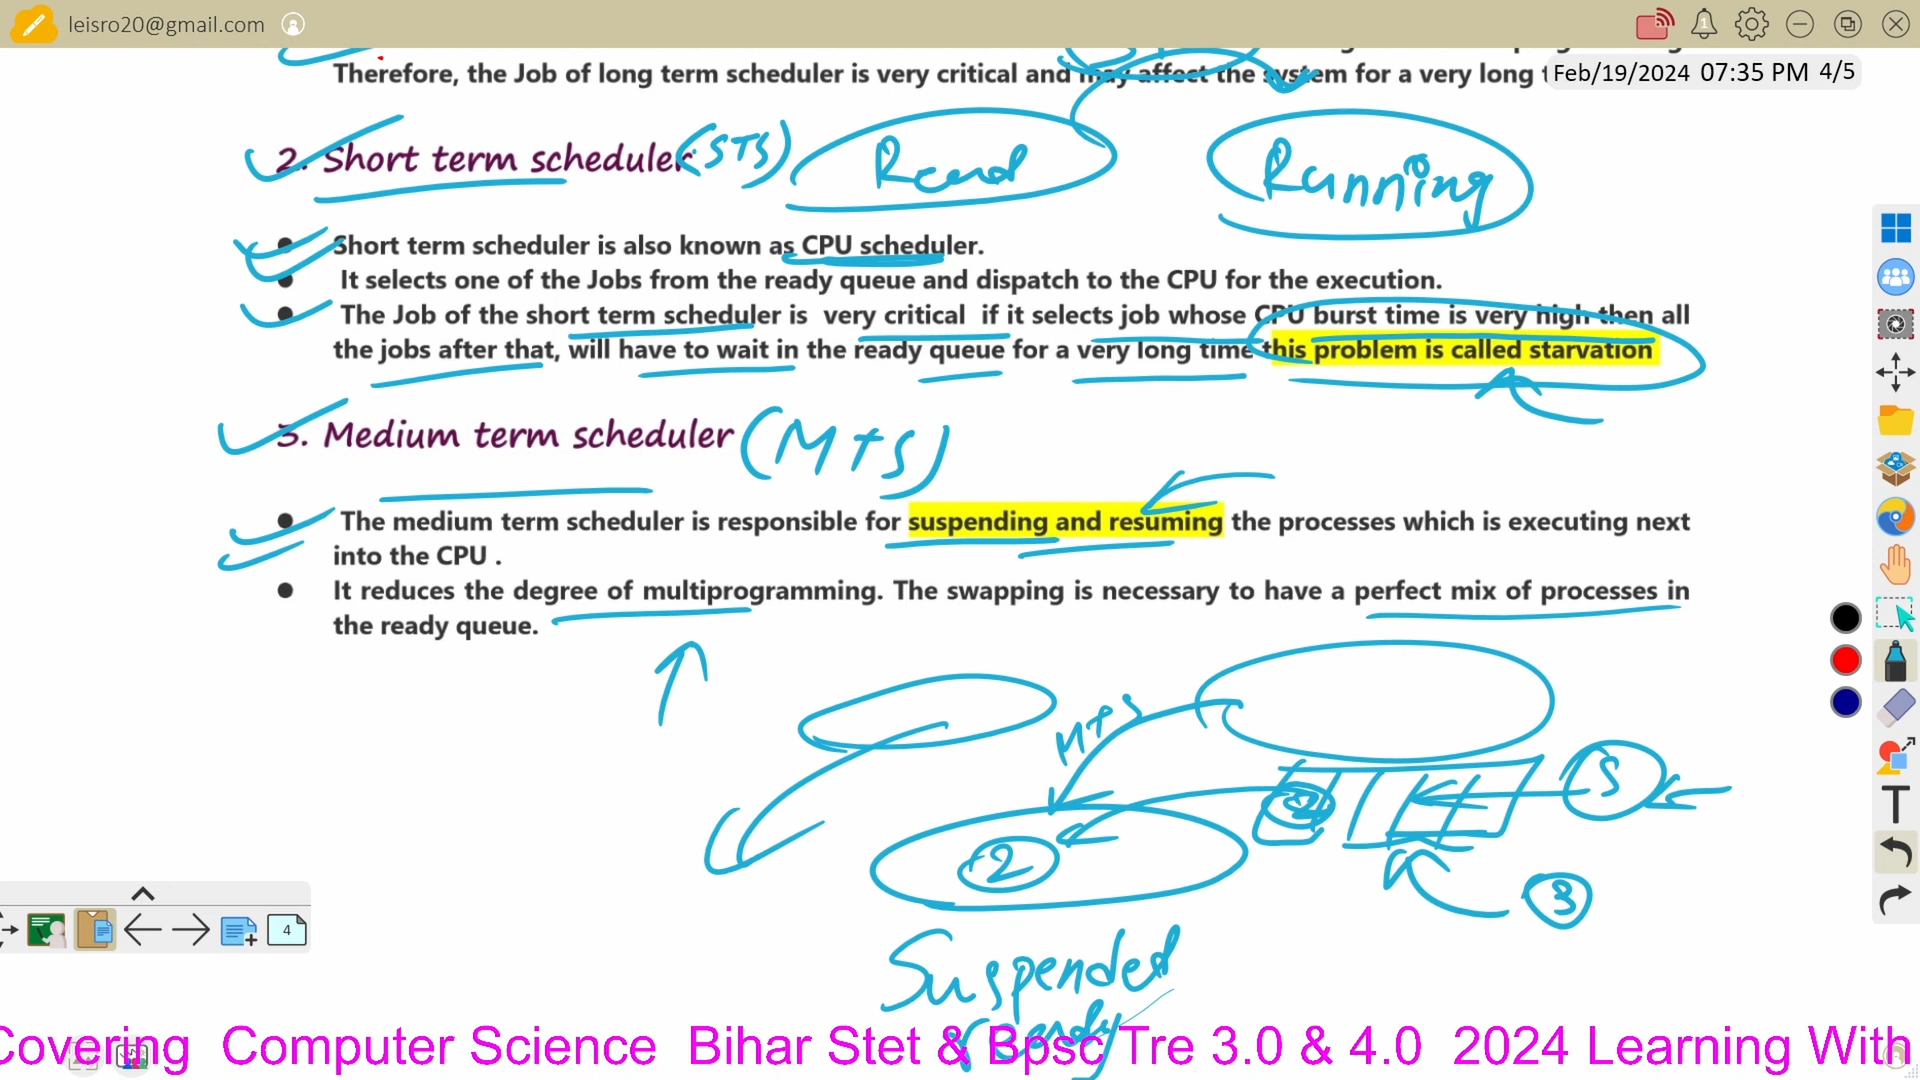 leisro20@gmail.com
1
Therefore, the Job of long term scheduler is very critical and may affect the system for a very long t
Feb/19/2024 07:35 PM 4/5
2. Short term scheduler (STS) Read Running
● Short term scheduler is also known as CPU scheduler.
● It selects one of the Jobs from the ready queue and dispatch to the CPU for the execution.
● The Job of the short term scheduler is very critical if it selects job whose CPU burst time is very high then all
the jobs after that, will have to wait in the ready queue for a very long time this problem is called starvation
3. Medium term scheduler (MTS)
● The medium term scheduler is responsible for suspending and resuming the processes which is executing next
into the CPU .
● It reduces the degree of multiprogramming. The swapping is necessary to have a perfect mix of processes in
the ready queue.
MTS
5
2
3
4
Suspended
ready
Covering Computer Science Bihar Stet & Bpsc Tre 3.0 & 4.0 2024 Learning With